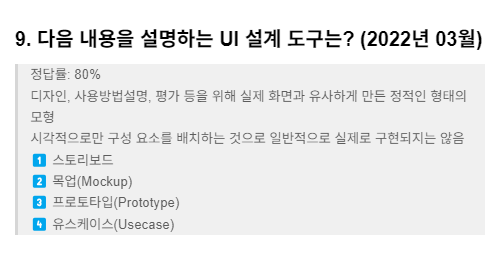 9. 다음 내용을 설명하는 UI 설계 도구는? (2022년 03월)
정답률: 80%
디자인, 사용방법설명, 평가 등을 위해 실제 화면과 유사하게 만든 정적인 형태의
모형
시각적으로만 구성 요소를 배치하는 것으로 일반적으로 실제로 구현되지는 않음
1 스토리보드
2 목업(Mockup)
3 프로토타입(Prototype)
4 유스케이스(Usecase)